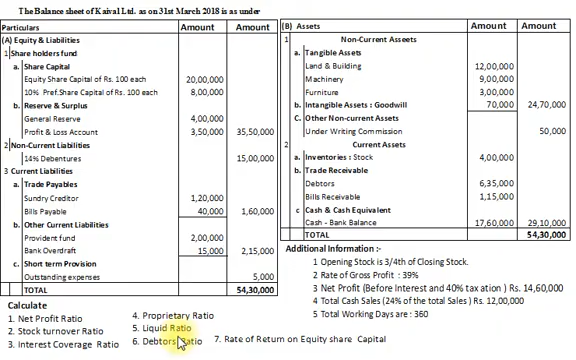 The Balance sheet of Kaival Ltd. as on 31st March 2018 is as under
Particulars Amount Amount
(A) Equity & Liabilities
1 Share holders fund
a. Share Capital
Equity Share Capital of Rs. 100 each 20,00,000
10% Pref.Share Capital of Rs. 100 each 8,00,000
b. Reserve & Surplus
General Reserve 4,00,000
Profit & Loss Account 3,50,000 35,50,000
2 Non-Current Liabilities
14% Debentures 15,00,000
3 Current Liabilities
a. Trade Payables
Sundry Creditor 1,20,000
Bills Payable 40,000 1,60,000
b. Other Current Liabilities
Provident fund 2,00,000
Bank Overdraft 15,000 2,15,000
c. Short term Provision
Outstanding expenses 5,000
TOTAL 54,30,000
(B) Assets Amount Amount
1 Non-Current Asseets
a. Tangible Assets
Land & Building 12,00,000
Machinery 9,00,000
Furniture 3,00,000
b. Intangible Assets : Goodwill 70,000 24,70,000
C. Other Non-current Assets
Under Writing Commission 50,000
2 Current Assets
a. Inventories : Stock 4,00,000
b. Trade Receivable
Debtors 6,35,000
Bills Receivable 1,15,000
c Cash & Cash Equivalent
Cash - Bank Balance 17,60,000 29,10,000
TOTAL 54,30,000
Additional Information :-
1 Opening Stock is 3/4th of Closing Stock.
2 Rate of Gross Profit : 39%
3 Net Profit (Before Interest and 40% tax ation ) Rs. 14,60,000
4 Total Cash Sales (24% of the total Sales ) Rs. 12,00,000
5 Total Working Days are : 360
Calculate
1. Net Profit Ratio
2. Stock turnover Ratio
3. Interest Coverage Ratio
4. Proprietary Ratio
5. Liquid Ratio
6. Debtors Ratio
7. Rate of Return on Equity share Capital